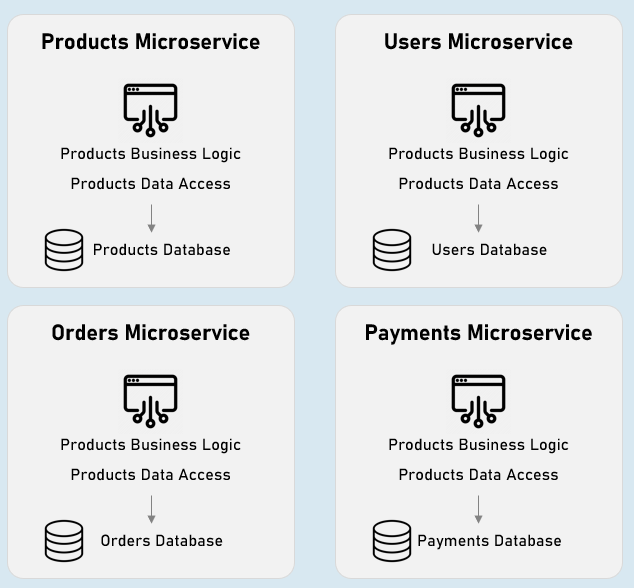 Products Microservice
Products Business Logic
Products Data Access
Products Database
Users Microservice
Products Business Logic
Products Data Access
Users Database
Orders Microservice
Products Business Logic
Products Data Access
Orders Database
Payments Microservice
Products Business Logic
Products Data Access
Payments Database